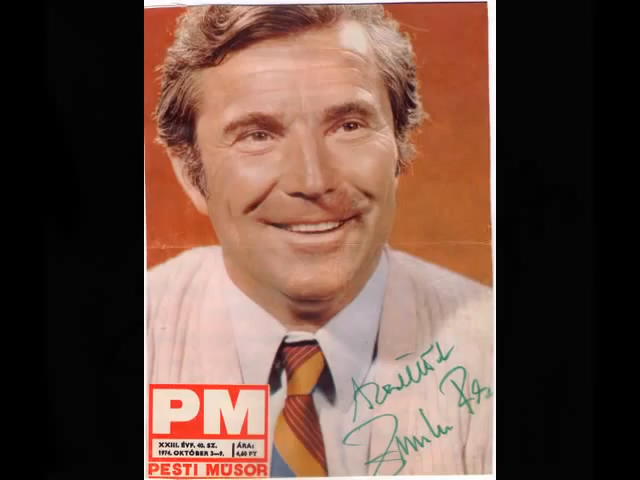 PM
XXIII. ÉVF. 40. SZ.
1974. OKTÓBER 3—9.
ÁRA:
4,60 FT
PESTI MŰSOR